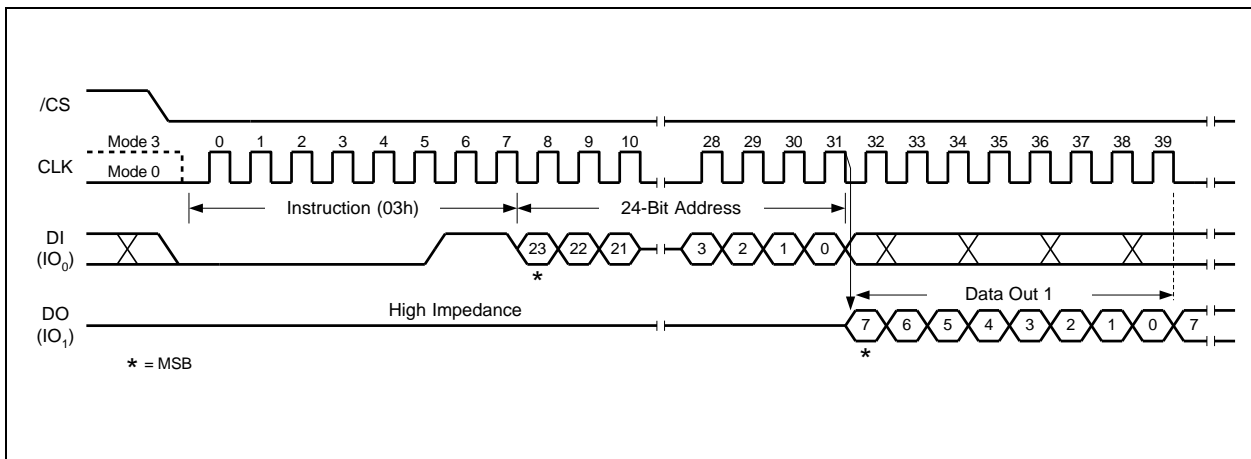 /CS
Mode 3 0 1 2 3 4 5 6 7 8 9 10 28 29 30 31 32 33 34 35 36 37 38 39
CLK Mode 0
Instruction (03h) 24-Bit Address
DI
(IO0) 23 22 21 3 2 1 0
*
High Impedance Data Out 1
DO
(IO1) 7 6 5 4 3 2 1 0 7
*
* = MSB